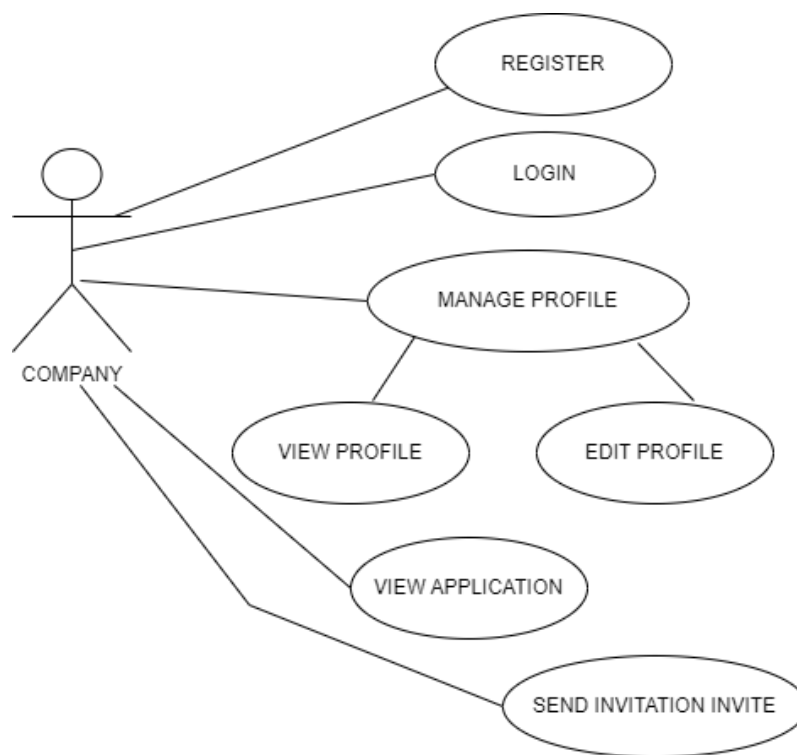 REGISTER
LOGIN
MANAGE PROFILE
COMPANY
VIEW PROFILE
EDIT PROFILE
VIEW APPLICATION
SEND INVITATION INVITE